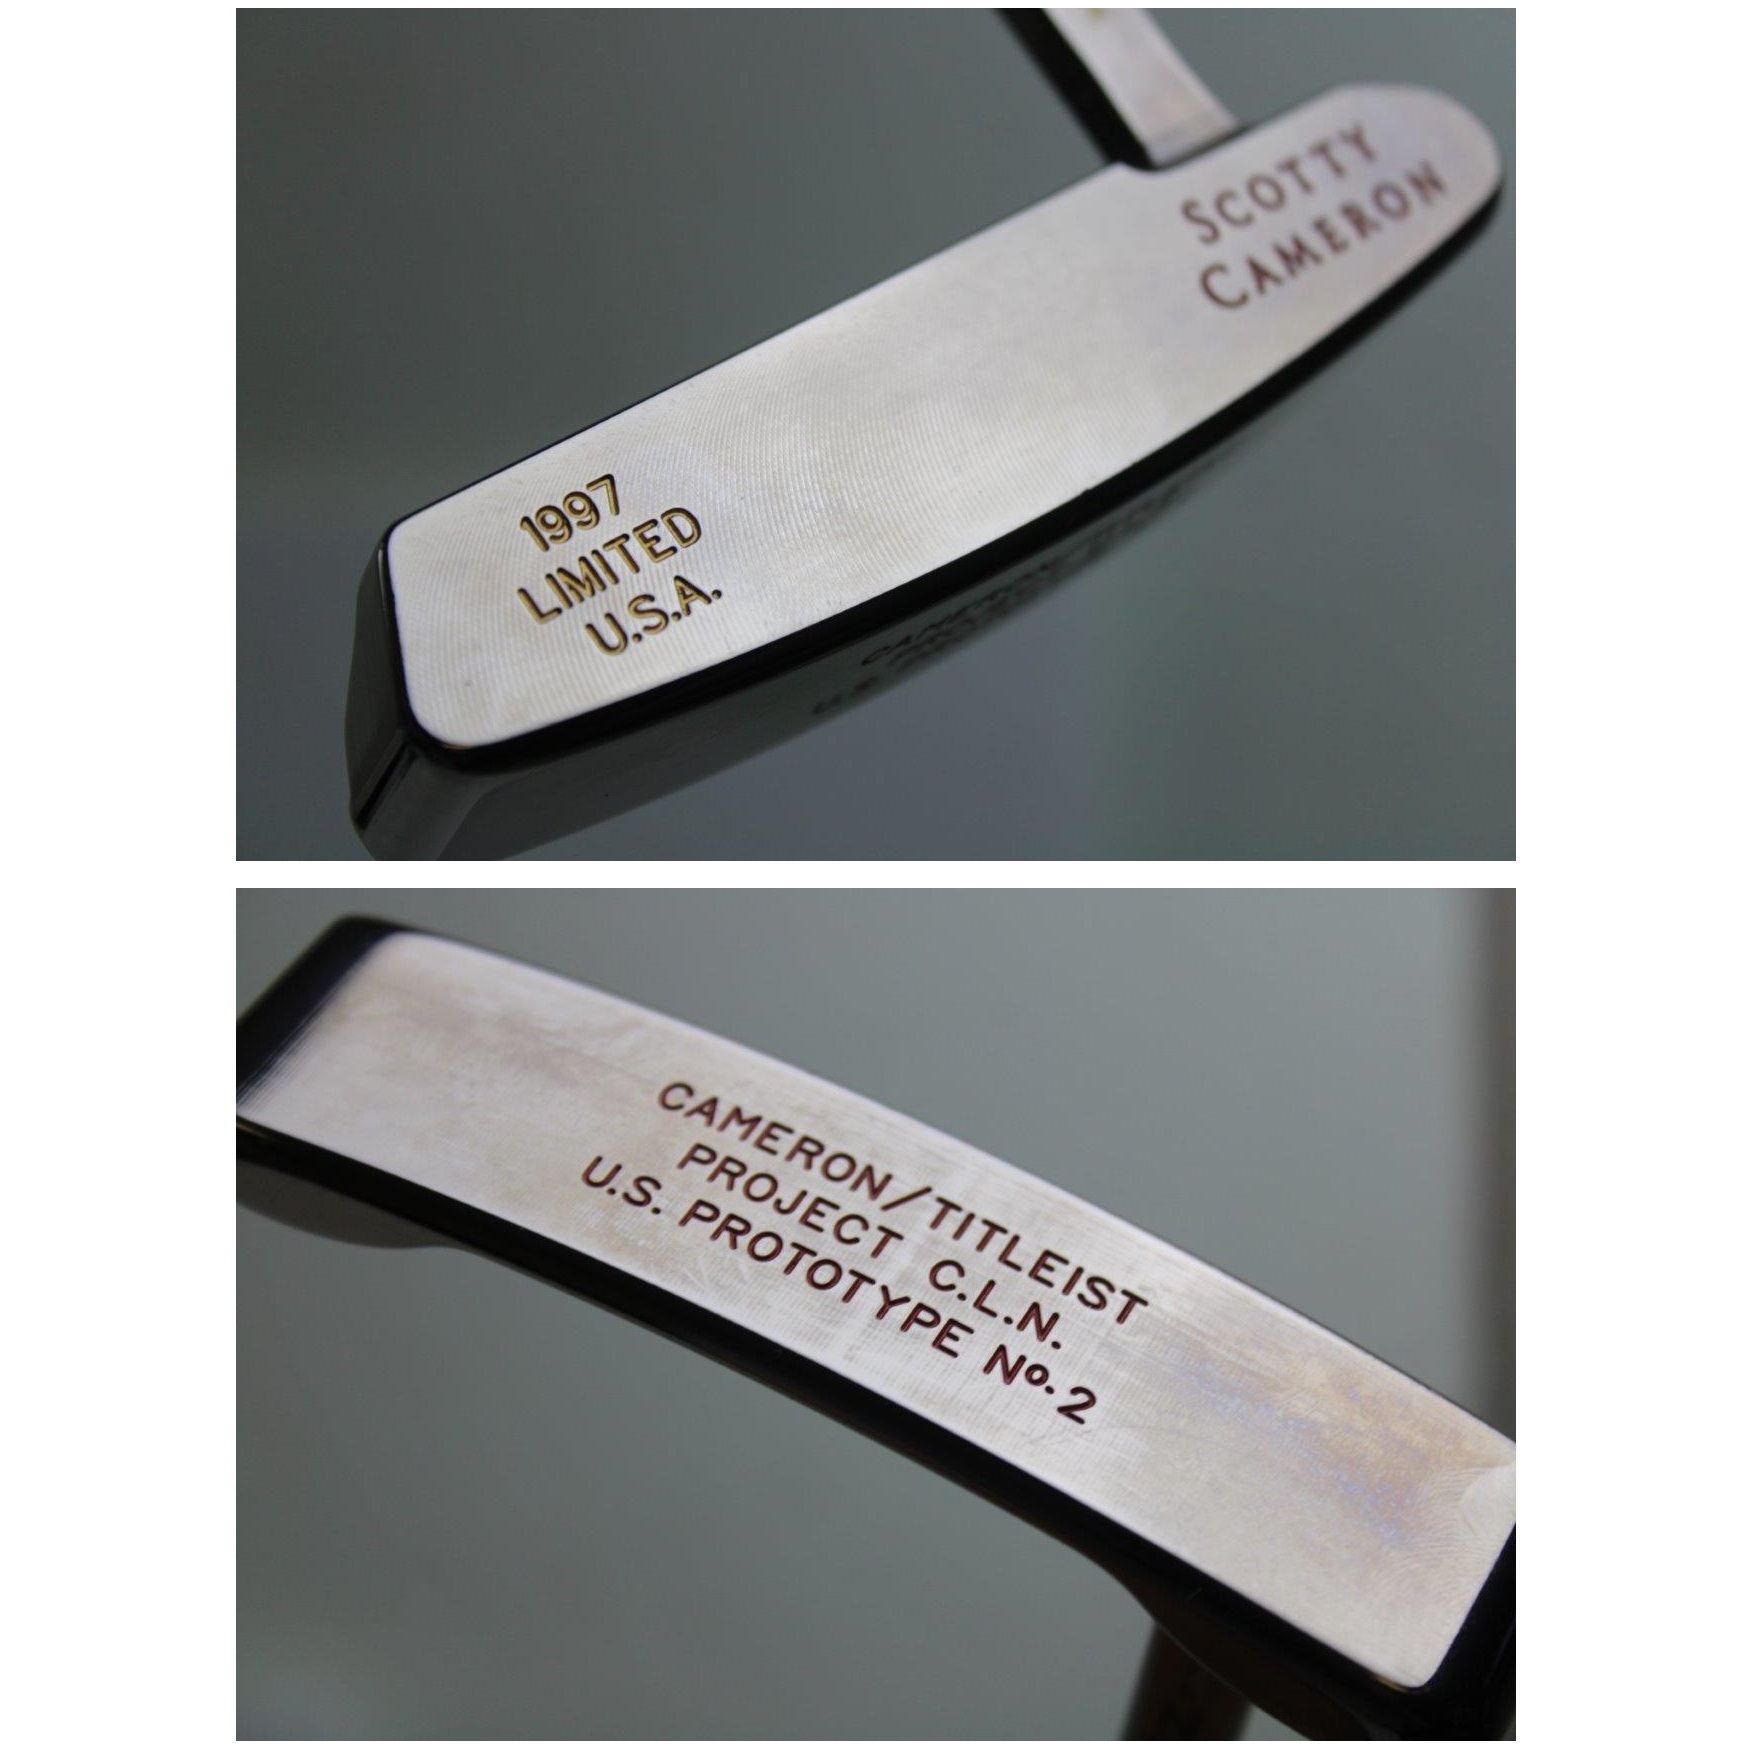 SCOTTY
CAMERON
1997
LIMITED
U.S.A.
CAMERON/TITLEIST
PROJECT C.L.N.
U.S. PROTOTYPE No. 2